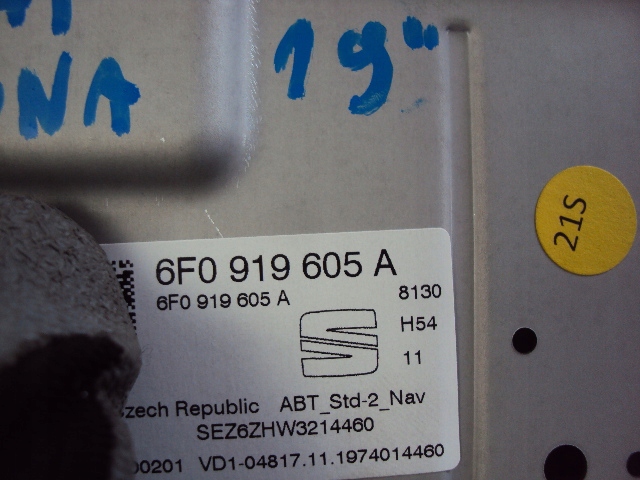 19"
21S
6F0 919 605 A
6F0 919 605 A
8130
H54
11
Czech Republic ABT_Std-2_Nav
SEZ6ZHW3214460
00201 VD1-04817.11.1974014460